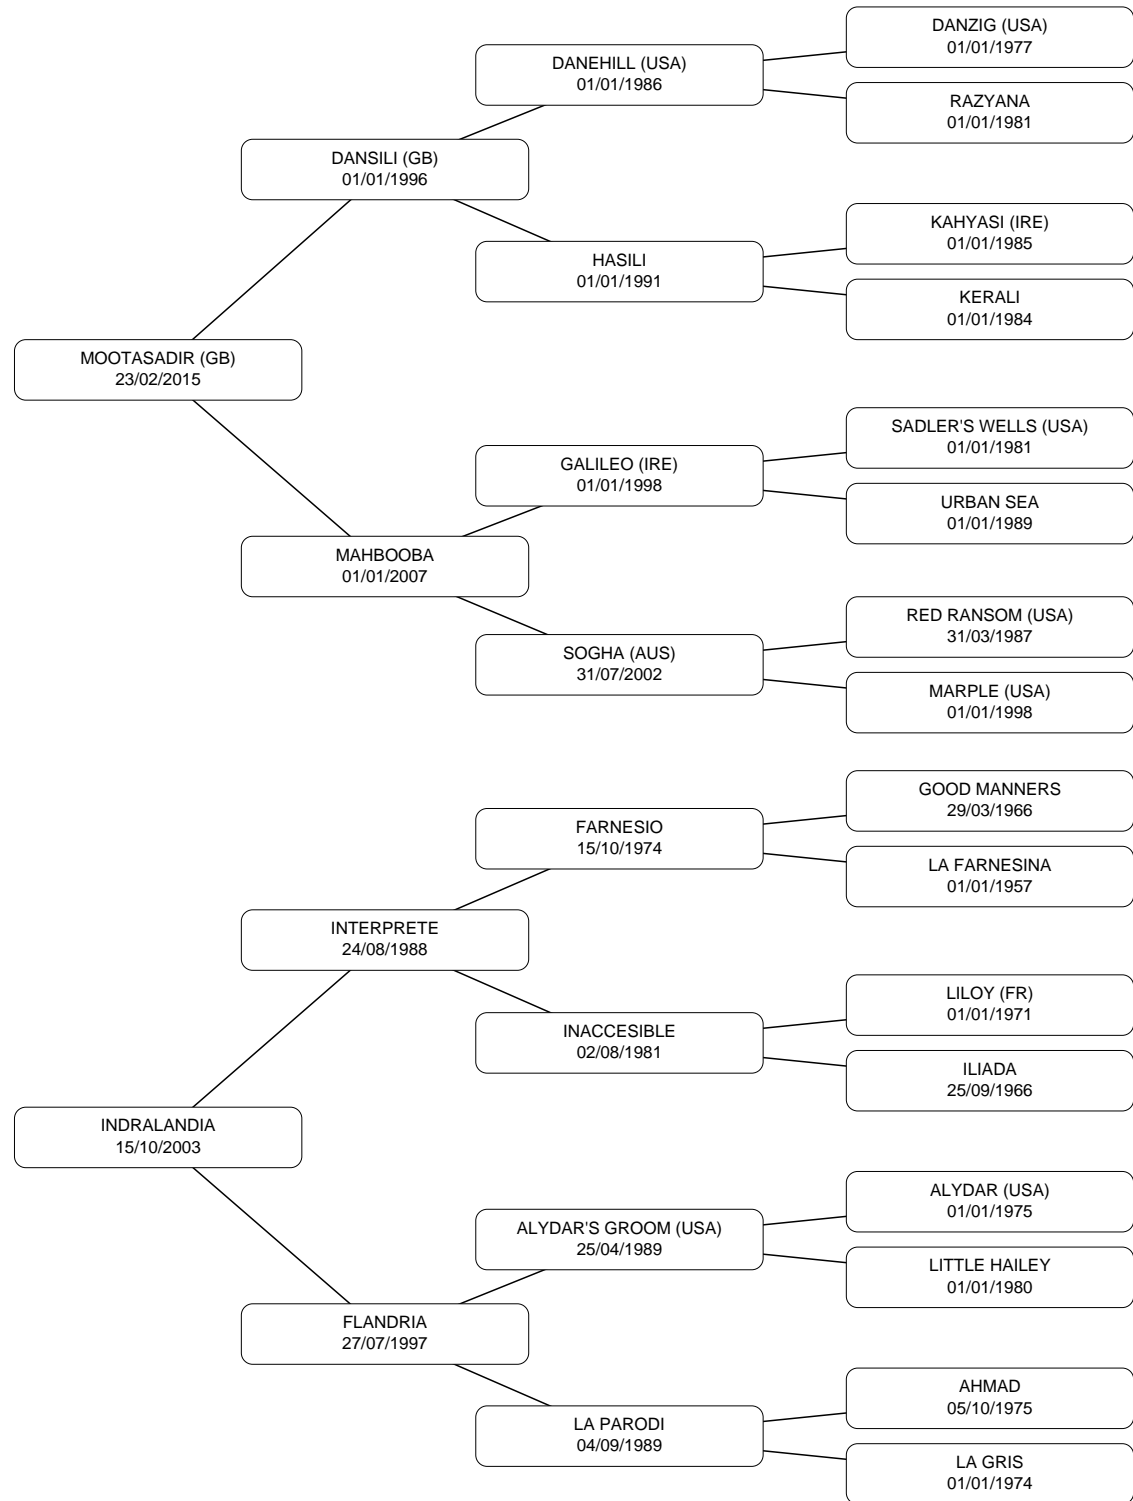 DANZIG (USA)
01/01/1977
DANEHILL (USA)
01/01/1986
RAZYANA
01/01/1981
DANSILI (GB)
01/01/1996
KAHYASI (IRE)
01/01/1985
HASILI
01/01/1991
KERALI
01/01/1984
MOOTASADIR (GB)
23/02/2015
SADLER'S WELLS (USA)
01/01/1981
GALILEO (IRE)
01/01/1998
URBAN SEA
01/01/1989
MAHBOOBA
01/01/2007
RED RANSOM (USA)
31/03/1987
SOGHA (AUS)
31/07/2002
MARPLE (USA)
01/01/1998
GOOD MANNERS
29/03/1966
FARNESIO
15/10/1974
LA FARNESINA
01/01/1957
INTERPRETE
24/08/1988
LILOY (FR)
01/01/1971
INACCESIBLE
02/08/1981
ILIADA
25/09/1966
INDRALANDIA
15/10/2003
ALYDAR (USA)
01/01/1975
ALYDAR'S GROOM (USA)
25/04/1989
LITTLE HAILEY
01/01/1980
FLANDRIA
27/07/1997
AHMAD
05/10/1975
LA PARODI
04/09/1989
LA GRIS
01/01/1974